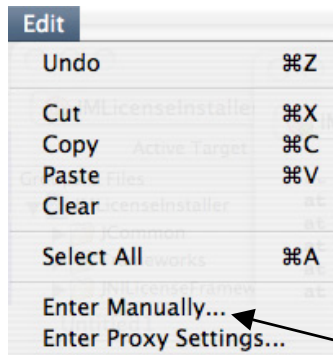 Edit
Undo ⌘Z
Cut ⌘X
Copy ⌘C
Paste ⌘V
Clear
Select All ⌘A
Enter Manually...
Enter Proxy Settings...